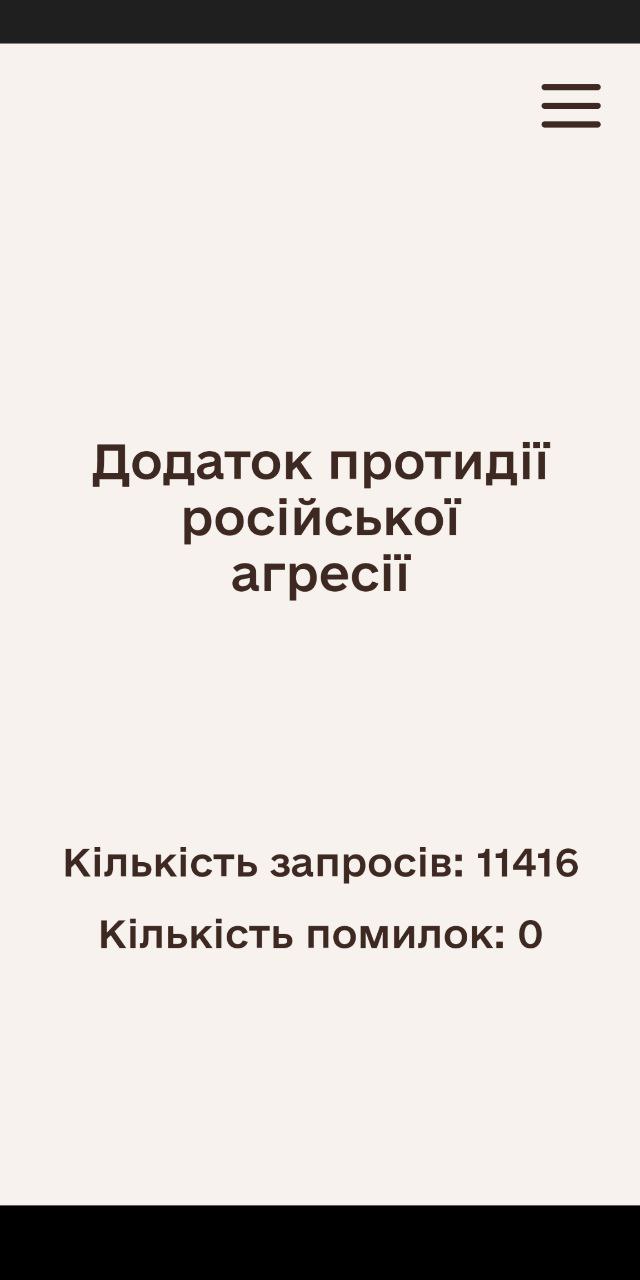 Додаток протидії
російської
агресії
Кількість запросів: 11416
Кількість помилок: 0